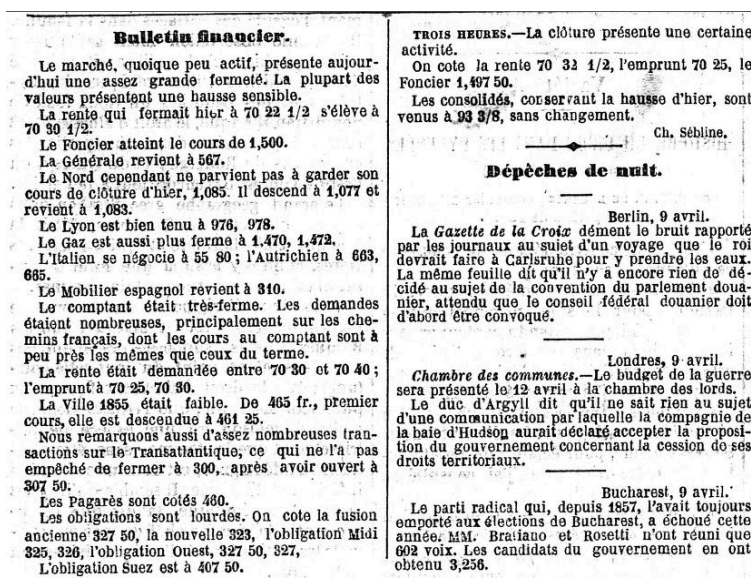 Bulletin financier.
Le marché, quoique peu actif, présente aujour-
d'hui une assez grande fermeté. La plupart des
valeurs présentent une hausse sensible.
La rente qui fermait hier à 70 22 1/2 s'élève à
70 30 1/2.
Le Foncier atteint le cours de 1,500.
La Générale revient à 567.
Le Nord cependant ne parvient pas à garder son
cours de clôture d'hier, 1,085. Il descend à 1,077 et
revient à 1,083.
Le Lyon est bien tenu à 976, 978.
Le Gaz est aussi plus ferme à 1,470, 1,472.
L'Italien se négocie à 55 80; l'Autrichien à 663,
665.
Le Mobilier espagnol revient à 310.
Le comptant était très-ferme. Les demandes
étaient nombreuses, principalement sur les che-
mins français, dont les cours au comptant sont à
peu près les mêmes que ceux du terme.
La rente était demandée entre 70 30 et 70 40;
l'emprunt à 70 25, 70 30.
La Ville 1855 était faible. De 465 fr., premier
cours, elle est descendue à 461 25.
Nous remarquons aussi d'assez nombreuses tran-
sactions sur le Transatlantique, ce qui ne l'a pas
empêché de fermer à 300, après avoir ouvert à
307 50.
Les Pagarès sont cotés 460.
Les obligations sont lourdes. On cote la fusion
ancienne 327 50, la nouvelle 323, l'obligation Midi
325, 326, l'obligation Ouest, 327 50, 327,
L'obligation Suez est à 407 50.
TROIS HEURES.—La clôture présente une certaine
activité.
On cote la rente 70 32 1/2, l'emprunt 70 25, le
Foncier 1,497 50.
Les consolidés, conservant la hausse d'hier, sont
venus à 93 3/8, sans changement.
Ch. Sébline.
Dépêches de nuit.
Berlin, 9 avril.
La Gazette de la Croix dément le bruit rapporté
par les journaux au sujet d'un voyage que le roi
devrait faire à Carlsruhe pour y prendre les eaux.
La même feuille dit qu'il n'y a encore rien de dé-
cidé au sujet de la convention du parlement doua-
nier, attendu que le conseil fédéral douanier doit
d'abord être convoqué.
Londres, 9 avril.
Chambre des communes.—Le budget de la guerre
sera présenté le 12 avril à la chambre des lords.
Le duc d'Argyll dit qu'il ne sait rien au sujet
d'une communication par laquelle la compagnie de
la baie d'Hudson aurait déclaré accepter la proposi-
tion du gouvernement concernant la cession de ses
droits territoriaux.
Bucharest, 9 avril.
Le parti radical qui, depuis 1857, l'avait toujours
emporté aux élections de Bucharest, a échoué cette
année. MM. Bratiano et Rosetti n'ont réuni que
602 voix. Les candidats du gouvernement en ont
obtenu 3,256.